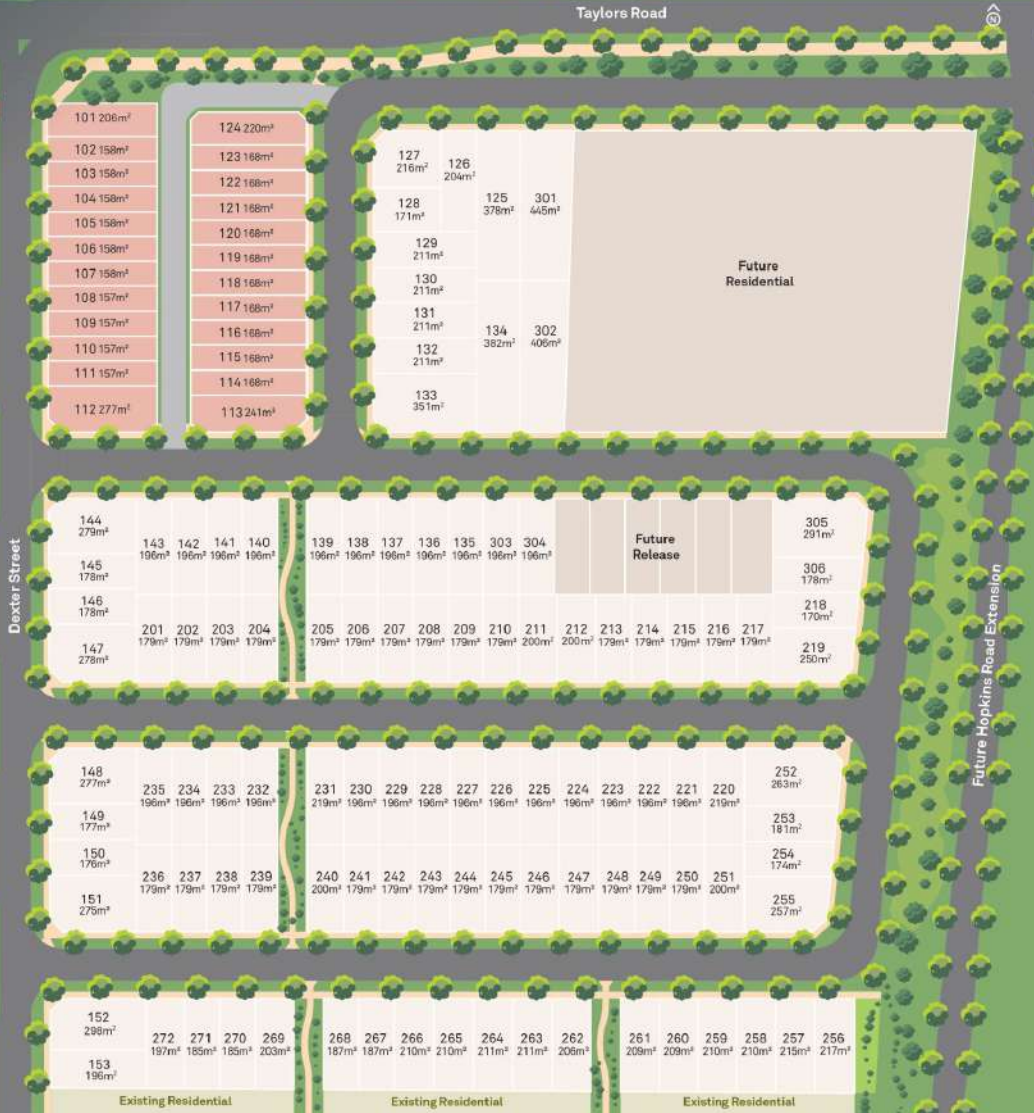 Taylors Road
N
101 206m²
102 158m²
103 158m²
104 158m²
105 158m²
106 158m²
107 158m²
108 157m²
109 157m²
110 157m²
111 157m²
112 277m²
124 220m²
123 168m²
122 168m²
121 168m²
120 168m²
119 168m²
118 168m²
117 168m²
116 168m²
115 168m²
114 168m²
113 241m²
127
216m²
126
204m²
128
171m²
125
378m²
301
445m²
129
211m²
130
211m²
131
211m²
132
211m²
133
351m²
134
382m²
302
406m²
Future
Residential
Dexter Street
144
279m²
145
178m²
146
178m²
147
278m²
143 142 141 140
196m² 196m² 196m² 196m²
139 138 137 136 135 303 304
196m² 196m² 196m² 196m² 196m² 196m² 196m²
Future
Release
305
291m²
306
178m²
218
170m²
219
250m²
201 202 203 204
179m² 179m² 179m² 179m²
205 206 207 208 209 210 211 212 213 214 215 216 217
179m² 179m² 179m² 179m² 179m² 179m² 200m² 200m² 179m² 179m² 179m² 179m² 179m²
Future Hopkins Road Extension
148
277m²
149
177m²
150
176m²
151
275m²
235 234 233 232
196m² 196m² 196m² 196m²
231 230 229 228 227 226 225 224 223 222 221 220
219m² 196m² 196m² 196m² 196m² 196m² 196m² 196m² 196m² 196m² 196m² 219m²
252
263m²
253
181m²
254
174m²
255
257m²
236 237 238 239
179m² 179m² 179m² 179m²
240 241 242 243 244 245 246 247 248 249 250 251
200m² 179m² 179m² 179m² 179m² 179m² 179m² 179m² 179m² 179m² 179m² 200m²
152
298m²
153
196m²
272 271 270 269
197m² 185m² 185m² 203m²
268 267 266 265 264 263 262
187m² 187m² 210m² 210m² 211m² 211m² 206m²
261 260 259 258 257 256
209m² 209m² 210m² 210m² 215m² 217m²
Existing Residential
Existing Residential
Existing Residential